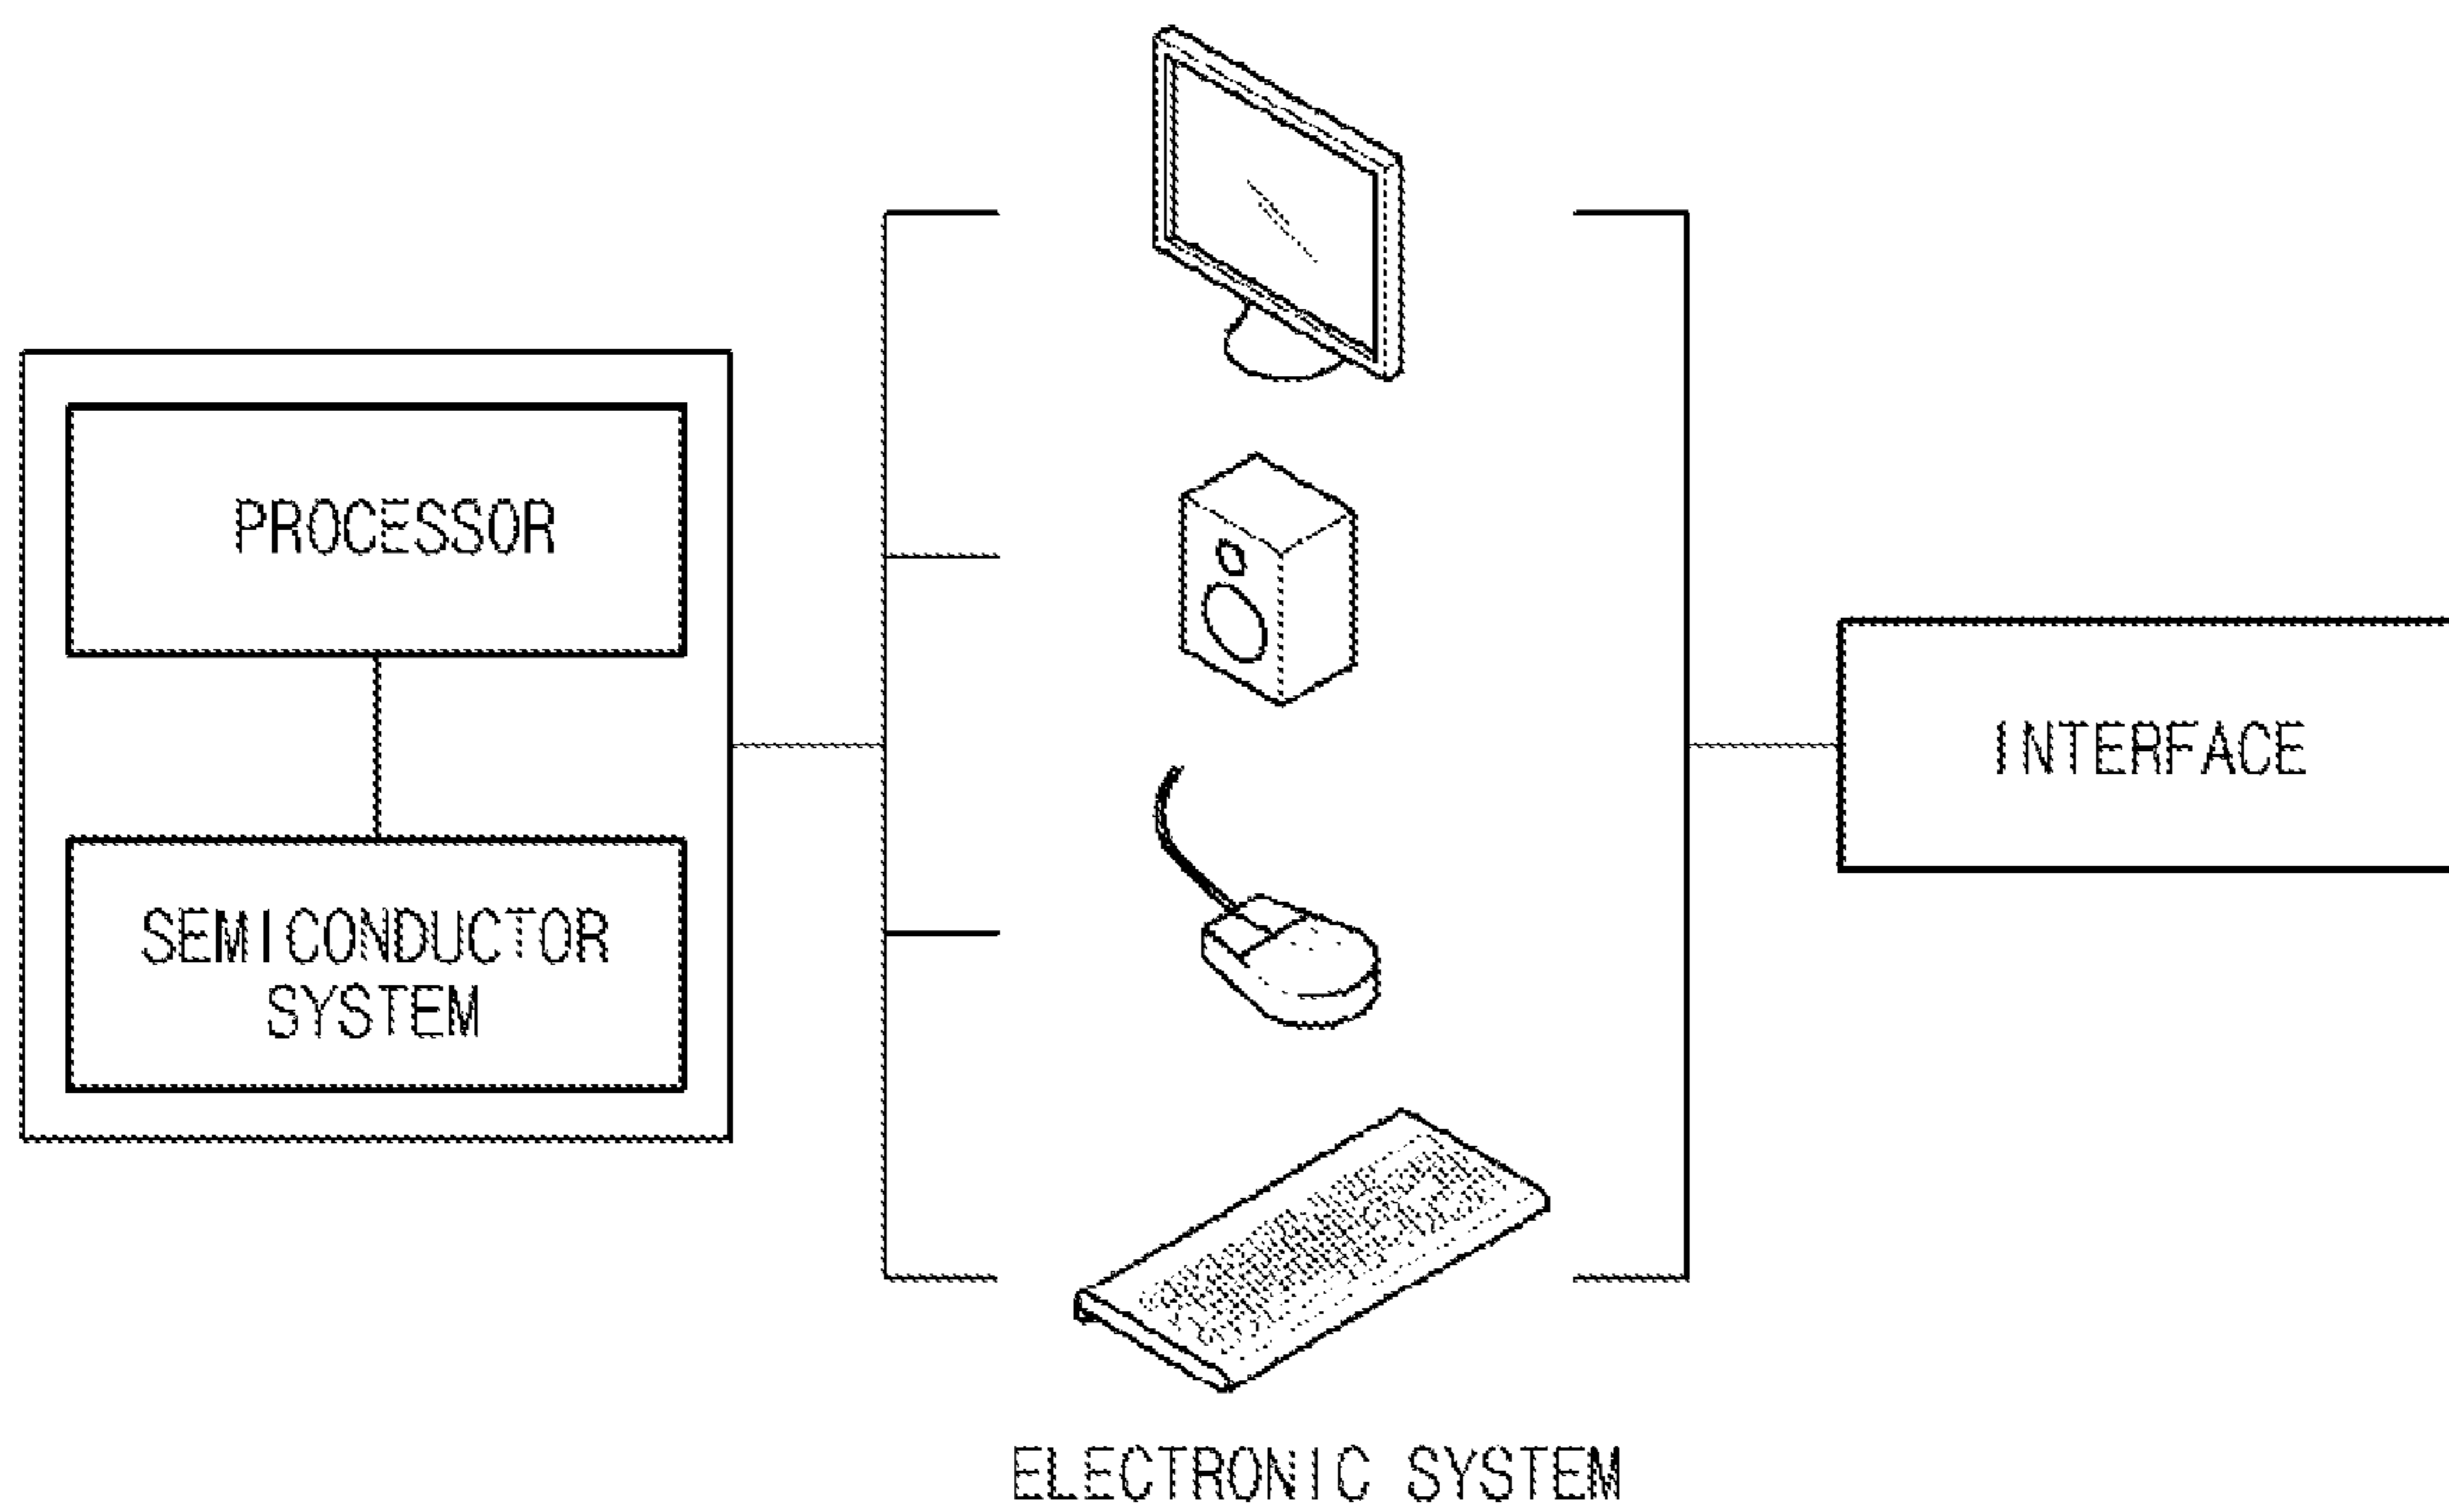 PROCESSOR
SEMICONDUCTOR
SYSTEM
INTERFACE
ELECTRONIC SYSTEM